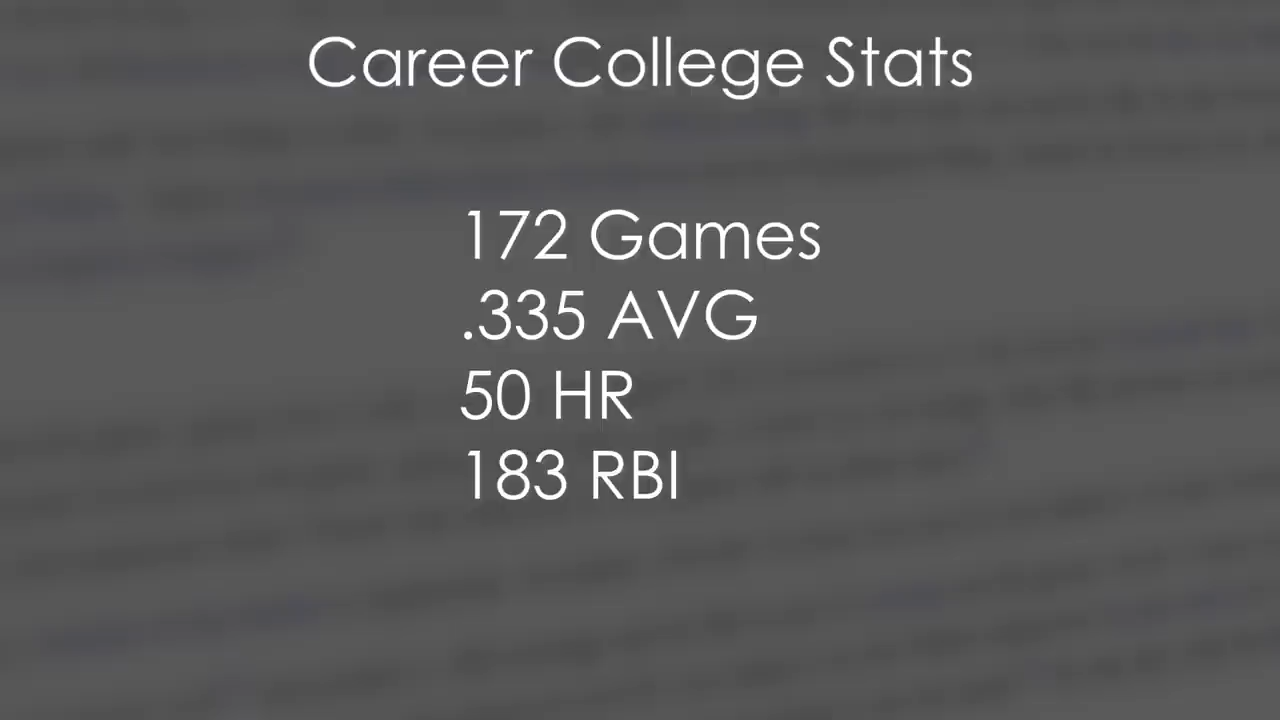 Career College Stats
172 Games
.335 AVG
50 HR
183 RBI